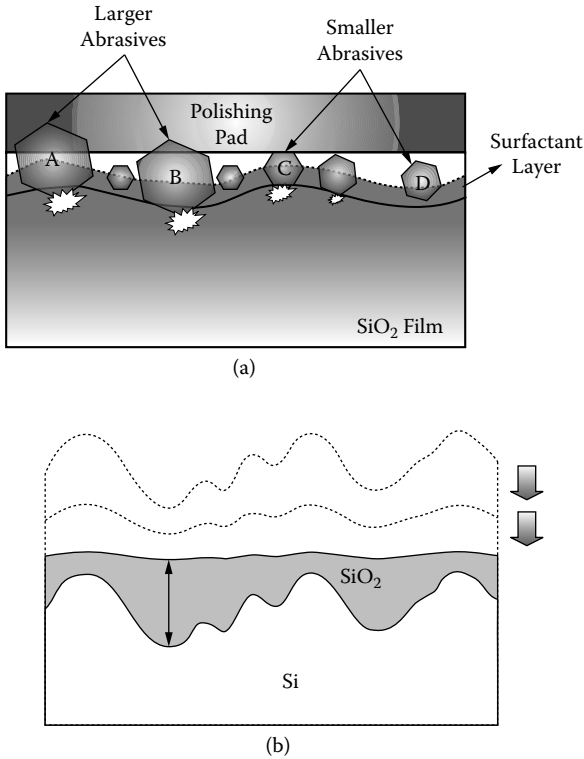 Larger
Abrasives
Smaller
Abrasives
Polishing
Pad
Surfactant
Layer
A
B
C
D
SiO₂ Film
(a)
SiO₂
Si
(b)